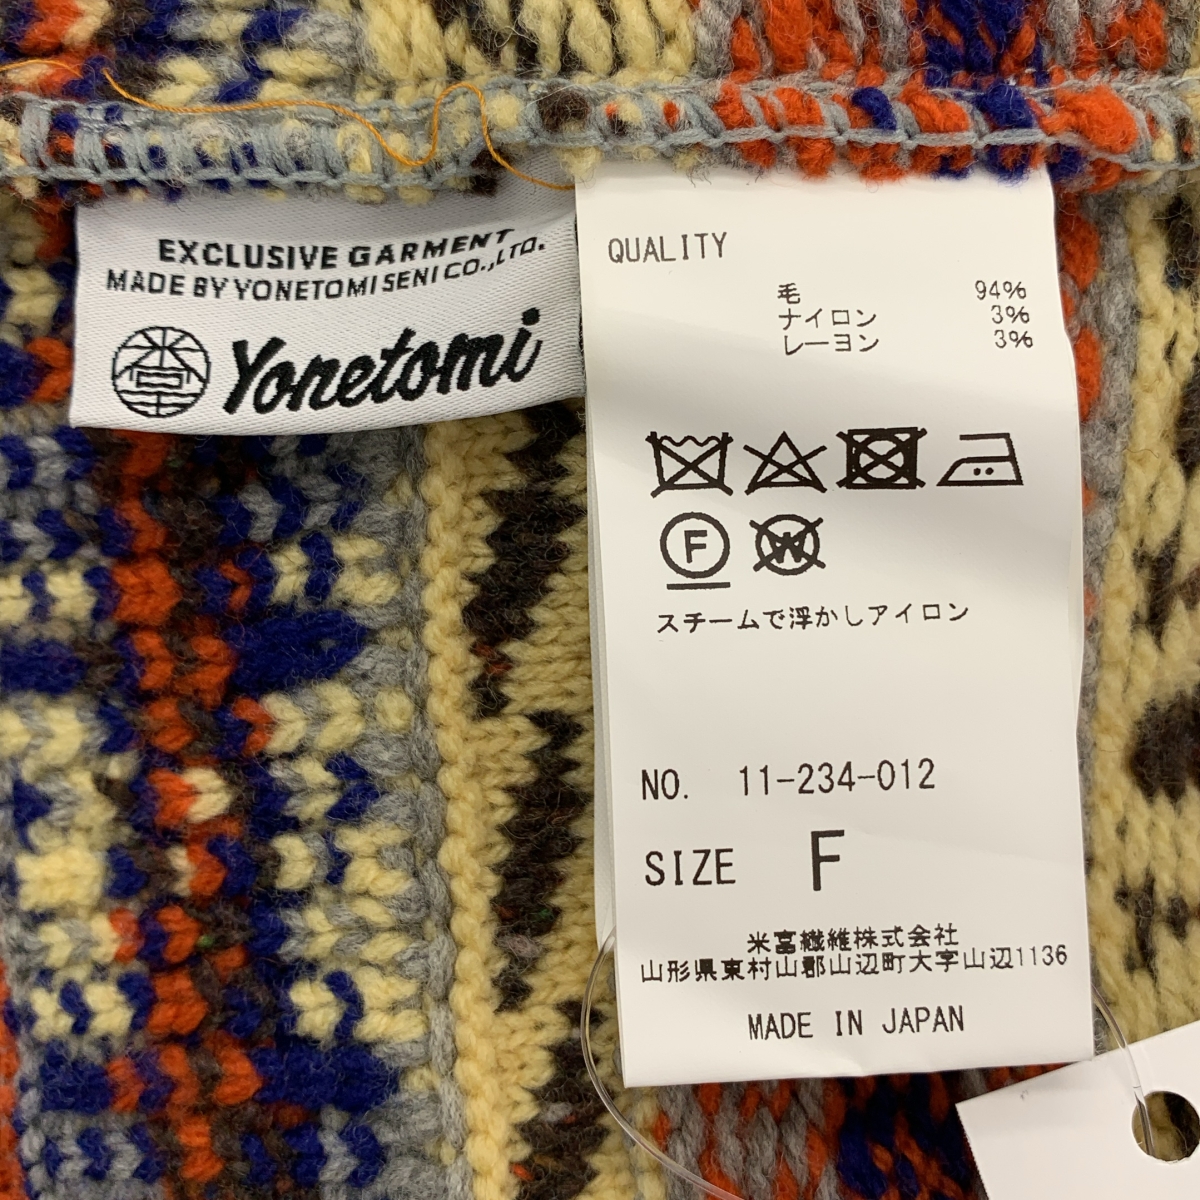 EXCLUSIVE GARMENT
MADE BY YONETOMI SENI CO.,LTD.
Yonetomi
QUALITY
毛 94%
ナイロン 3%
レーヨン 3%
F
W
スチームで浮かしアイロン
NO. 11-234-012
SIZE F
米富繊維株式会社
山形県東村山郡山辺町大字山辺1136
MADE IN JAPAN